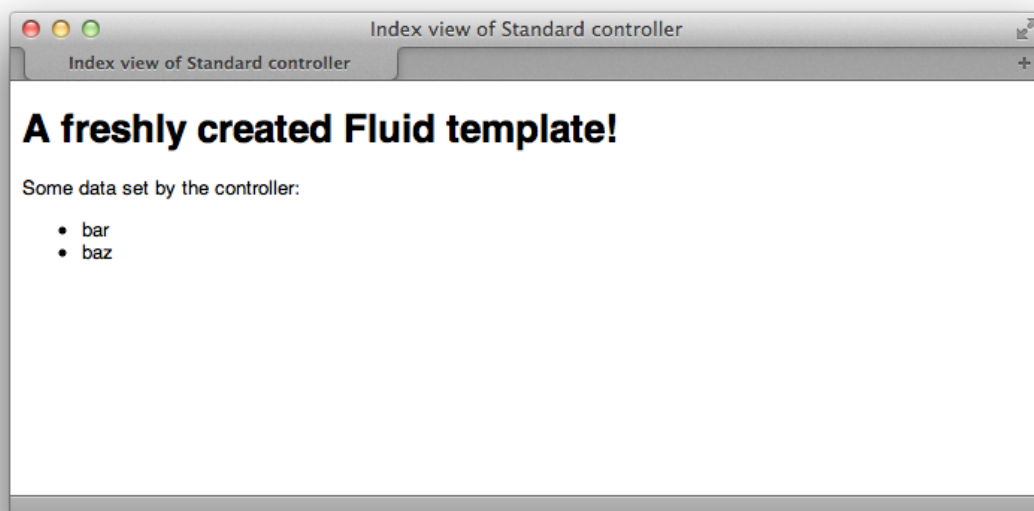 Index view of Standard controller
Index view of Standard controller
A freshly created Fluid template!
Some data set by the controller:
• bar
• baz